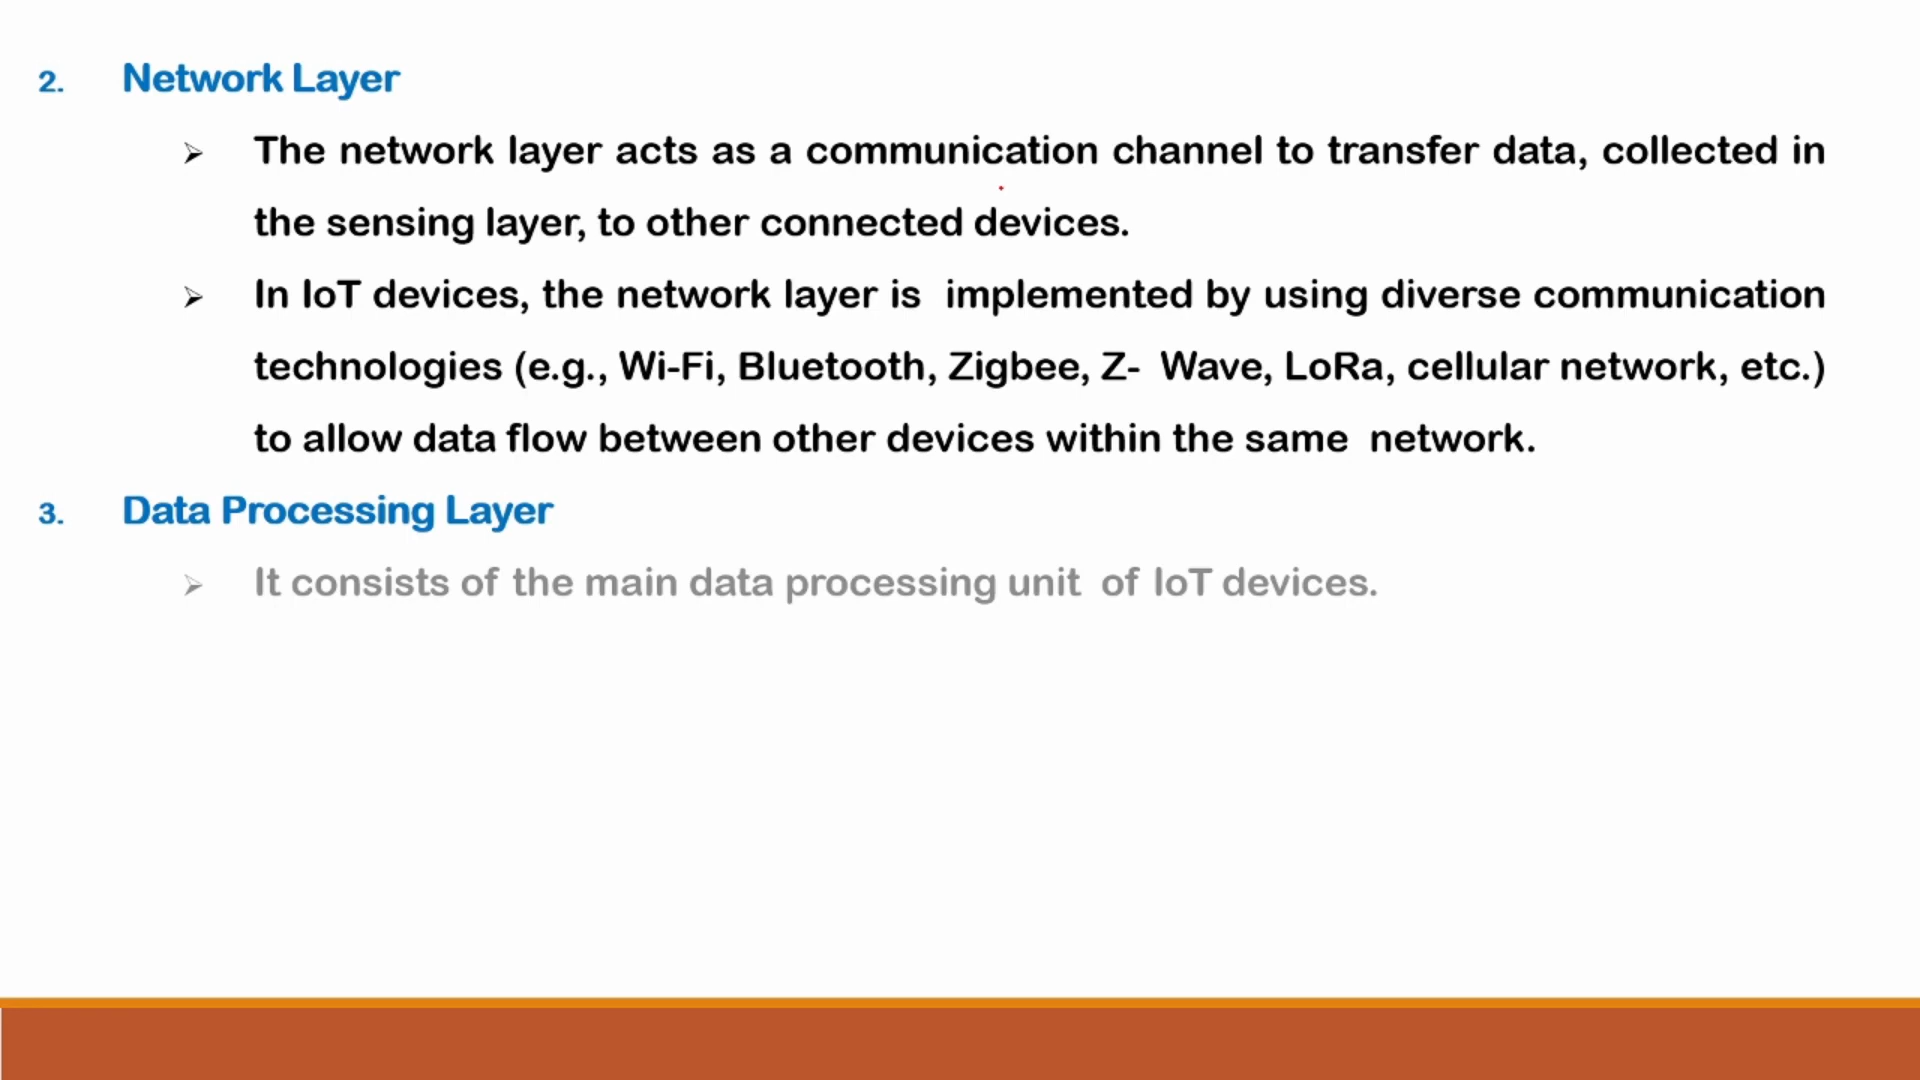 2. Network Layer
➢ The network layer acts as a communication channel to transfer data, collected in
the sensing layer, to other connected devices.
➢ In IoT devices, the network layer is implemented by using diverse communication
technologies (e.g., Wi-Fi, Bluetooth, Zigbee, Z- Wave, LoRa, cellular network, etc.)
to allow data flow between other devices within the same network.
3. Data Processing Layer
➢ It consists of the main data processing unit of IoT devices.